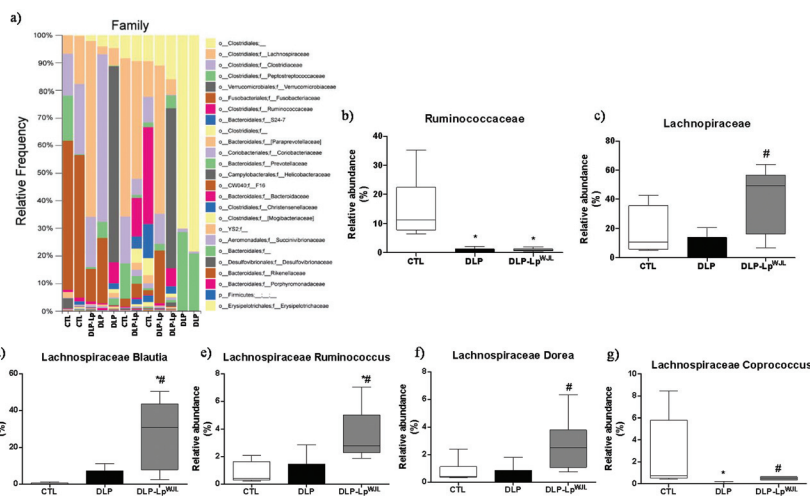 a)
Family
Relative Frequency
100%
90%
80%
70%
60%
50%
40%
30%
20%
10%
0%
CTL
CTL
DLP-Lp
DLP
DLP
CTL
DLP-Lp
CTL
DLP-Lp
DLP-Lp
DLP
DLP
o__Clostridiales;__
o__Clostridiales;f__Lachnospiraceae
o__Clostridiales;f__Clostridiaceae
o__Clostridiales;f__Peptostreptococcaceae
o__Verrucomicrobiales;f__Verrucomicrobiaceae
o__Fusobacteriales;f__Fusobacteriaceae
o__Clostridiales;f__Ruminococcaceae
o__Bacteroidales;f__S24-7
o__Clostridiales;f__
o__Bacteroidales;f__[Paraprevotellaceae]
o__Coriobacteriales;f__Coriobacteriaceae
o__Bacteroidales;f__Prevotellaceae
o__Campylobacterales;f__Helicobacteraceae
o__CW040;f__F16
o__Bacteroidales;f__Bacteroidaceae
o__Clostridiales;f__Christensenellaceae
o__Clostridiales;f__[Mogibacteriaceae]
o__YS2;f__
o__Aeromonadales;f__Succinivibrionaceae
o__Bacteroidales;f__
o__Desulfovibrionales;f__Desulfovibrionaceae
o__Bacteroidales;f__Rikenellaceae
o__Bacteroidales;f__Porphyromonadaceae
o__Firmicutes;__;__;__
o__Erysipelotrichales;f__Erysipelotrichaceae
b)
Ruminococcaceae
Relative abundance
(%)
40
30
20
10
0
*
*
CTL
DLP
DLP-Lp^WJL
c)
Lachnopiraceae
Relative abundance
(%)
80
60
40
20
0
#
CTL
DLP
DLP-Lp^WJL
)
Lachnospiraceae Blautia
(%)
60
40
20
0
*#
CTL
DLP
DLP-Lp^WJL
e)
Lachnospiraceae Ruminococcus
Relative abundance
(%)
8
6
4
2
0
*#
CTL
DLP
DLP-Lp^WJL
f)
Lachnospiraceae Dorea
Relative abundance
(%)
8
6
4
2
0
#
CTL
DLP
DLP-Lp^WJL
g)
Lachnospiraceae Coprococcus
Relative abundance
(%)
10
8
6
4
2
0
*
#
CTL
DLP
DLP-Lp^WJL